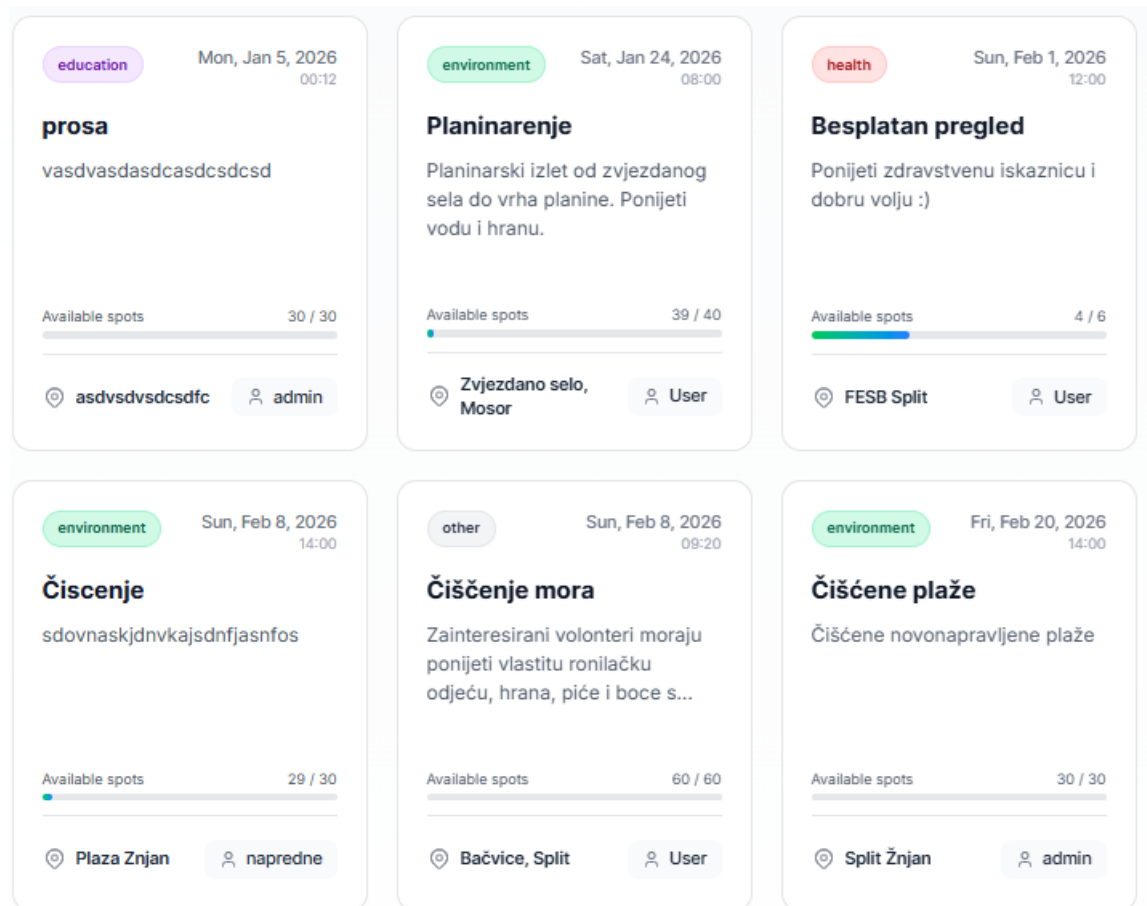 education
Mon, Jan 5, 2026
00:12
prosa
vasdvasdasdcasdcsdcsd
Available spots
30 / 30
asdvsdvsdcsdfc
admin
environment
Sat, Jan 24, 2026
08:00
Planinarenje
Planinarski izlet od zvjezdanog
sela do vrha planine. Ponijeti
vodu i hranu.
Available spots
39 / 40
Zvjezdano selo,
Mosor
User
health
Sun, Feb 1, 2026
12:00
Besplatan pregled
Ponijeti zdravstvenu iskaznicu i
dobru volju :)
Available spots
4 / 6
FESB Split
User
environment
Sun, Feb 8, 2026
14:00
Čiscenje
sdovnaskjdnvkajsdnfjasnfos
Available spots
29 / 30
Plaza Znjan
napredne
other
Sun, Feb 8, 2026
09:20
Čiščenje mora
Zainteresirani volonteri moraju
ponijeti vlastitu ronilačku
odjeću, hrana, piće i boce s...
Available spots
60 / 60
Bačvice, Split
User
environment
Fri, Feb 20, 2026
14:00
Čišćene plaže
Čišćene novonapravljene plaže
Available spots
30 / 30
Split Žnjan
admin